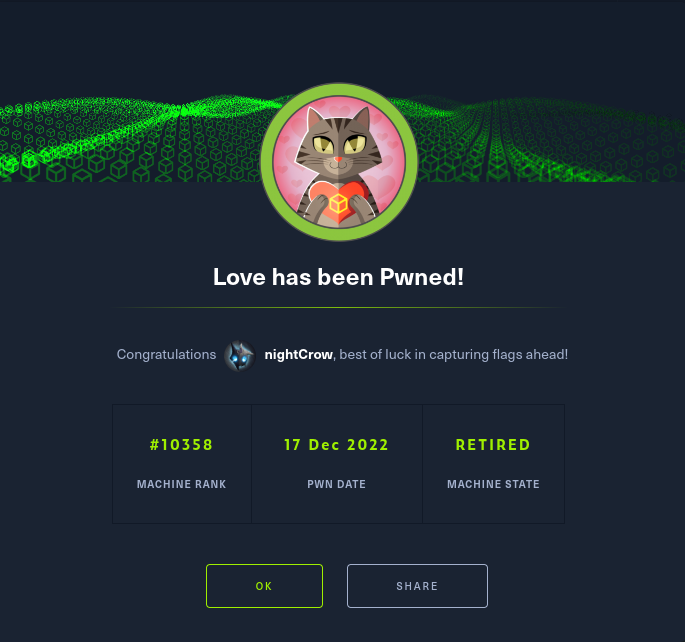 Love has been Pwned!
Congratulations nightCrow, best of luck in capturing flags ahead!
#10358 17 Dec 2022 RETIRED
MACHINE RANK PWN DATE MACHINE STATE
OK SHARE